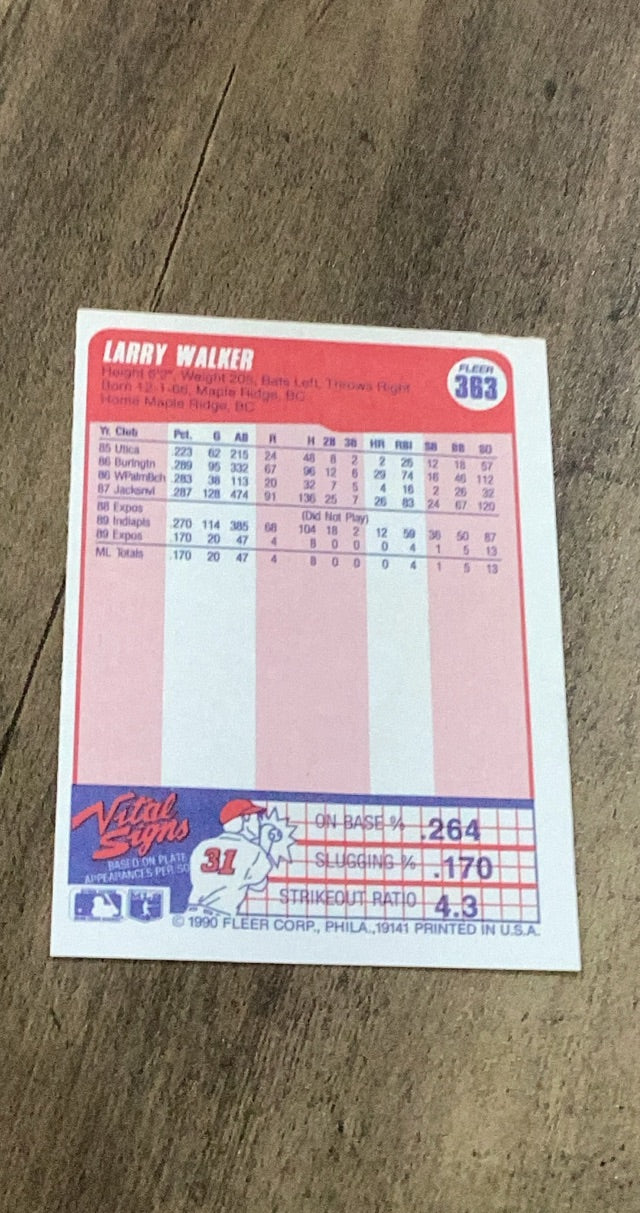 LARRY WALKER
Height 6'3", Weight 205, Bats Left, Throws Right
Born 12-1-66, Maple Ridge, BC
Home Maple Ridge, BC
FLEER
363
Yr. Club Pct. G AB R H 2B 3B HR RBI SB BB SO
85 Utica .223 62 215 24 48 8 2 2 26 12 18 57
86 Burlngtn .289 95 332 67 96 12 6 29 74 16 46 112
86 WPalmBch .283 38 113 20 32 7 5 4 16 2 26 32
87 Jacksnvl .287 128 474 91 136 25 7 26 83 24 67 120
88 Expos (Did Not Play)
89 Indiapls .270 114 385 68 104 18 2 12 59 36 50 87
89 Expos .170 20 47 4 8 0 0 0 4 1 5 13
ML Totals .170 20 47 4 8 0 0 0 4 1 5 13
Vital
Signs
BASED ON PLATE
APPEARANCES PER SO
31
ON BASE % .264
SLUGGING % .170
STRIKEOUT RATIO 4.3
© 1990 FLEER CORP., PHILA.,19141 PRINTED IN U.S.A.